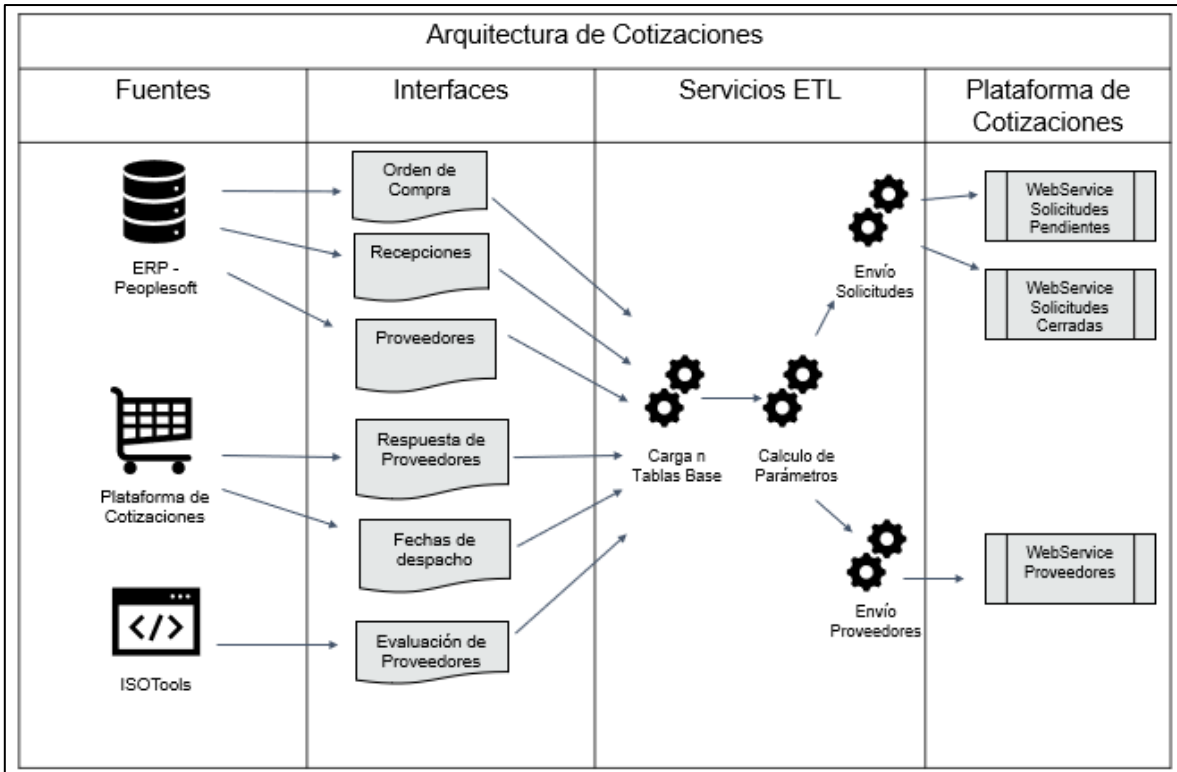 Arquitectura de Cotizaciones
Fuentes
Interfaces
Servicios ETL
Plataforma de
Cotizaciones
ERP -
Peoplesoft
Plataforma de
Cotizaciones
</>
ISOTools
Orden de
Compra
Recepciones
Proveedores
Respuesta de
Proveedores
Fechas de
despacho
Evaluación de
Proveedores
Carga n
Tablas Base
Calculo de
Parámetros
Envío
Solicitudes
Envío
Proveedores
WebService
Solicitudes
Pendientes
WebService
Solicitudes
Cerradas
WebService
Proveedores